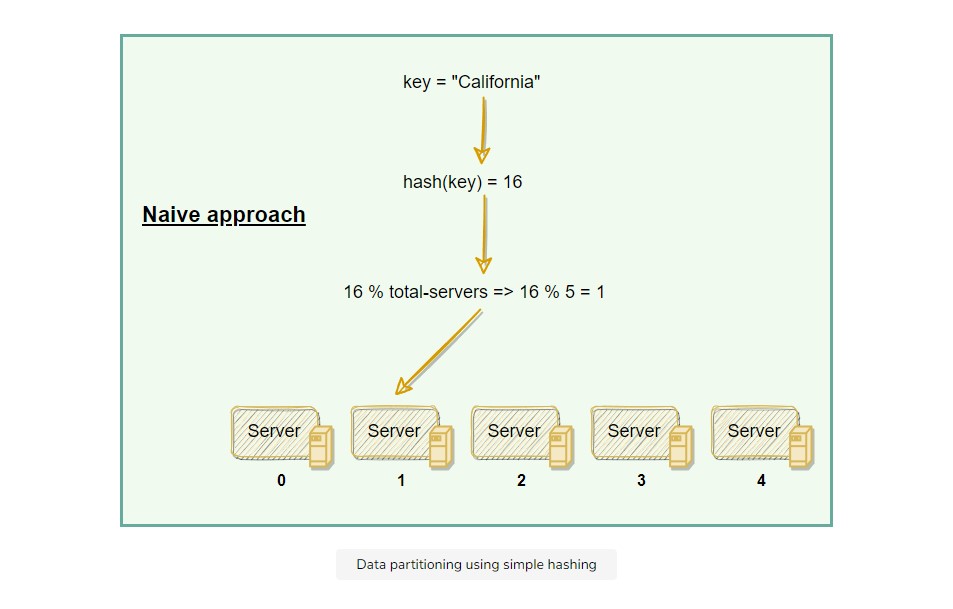 key = "California"
hash(key) = 16
Naive approach
16 % total-servers => 16 % 5 = 1
Server Server Server Server Server
0 1 2 3 4
Data partitioning using simple hashing